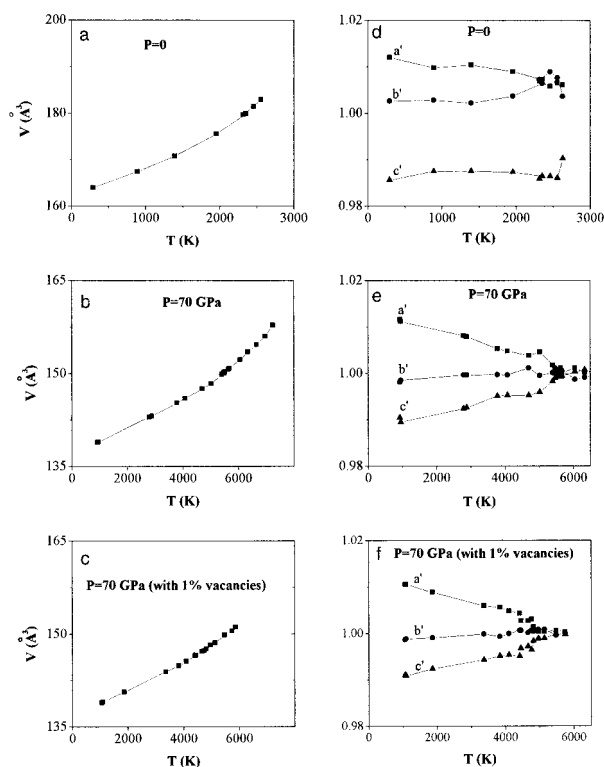 a
P=0
200
180
160
V (Å³)
0 1000 2000 3000
T (K)
d
P=0
1.02
1.00
0.98
a'
b'
c'
0 1000 2000 3000
T (K)
b
P=70 GPa
165
150
135
V (Å³)
0 2000 4000 6000
T (K)
e
P=70 GPa
1.02
1.00
0.98
a'
b'
c'
0 2000 4000 6000
T (K)
c
P=70 GPa (with 1% vacancies)
165
150
135
V (Å³)
0 2000 4000 6000
T (K)
f
P=70 GPa (with 1% vacancies)
1.02
1.00
0.98
a'
b'
c'
0 2000 4000 6000
T (K)